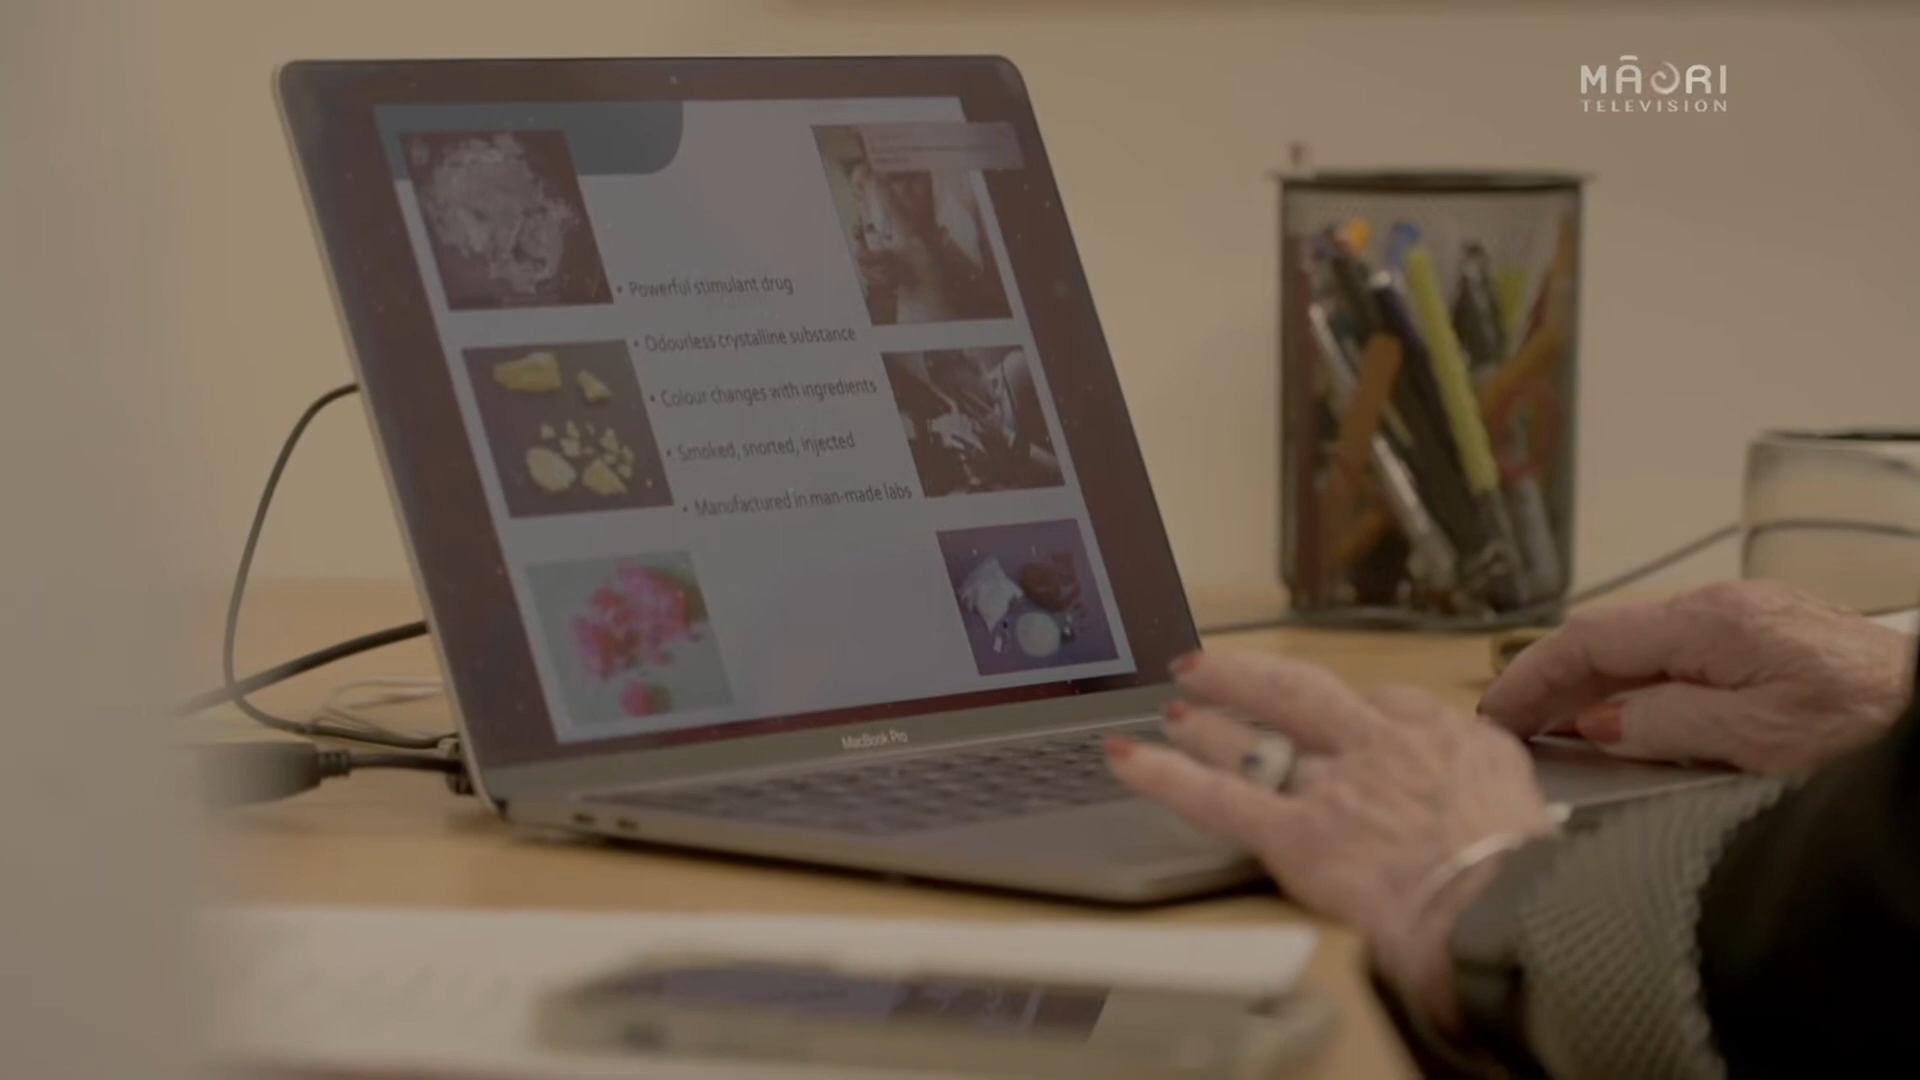 MĀORI
TELEVISION
• Powerful stimulant drug
• Odourless crystalline substance
• Colour changes with ingredients
• Smoked, snorted, injected
• Manufactured in man-made labs
MacBook Pro